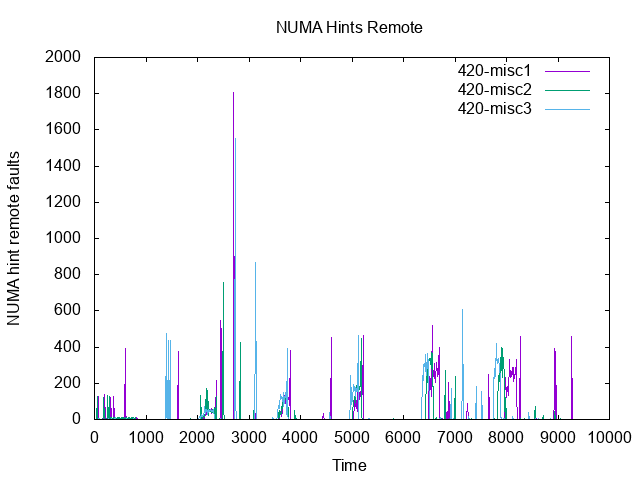 NUMA Hints Remote
420-misc1
420-misc2
420-misc3
NUMA hint remote faults
2000
1800
1600
1400
1200
1000
800
600
400
200
0
0 1000 2000 3000 4000 5000 6000 7000 8000 9000 10000
Time